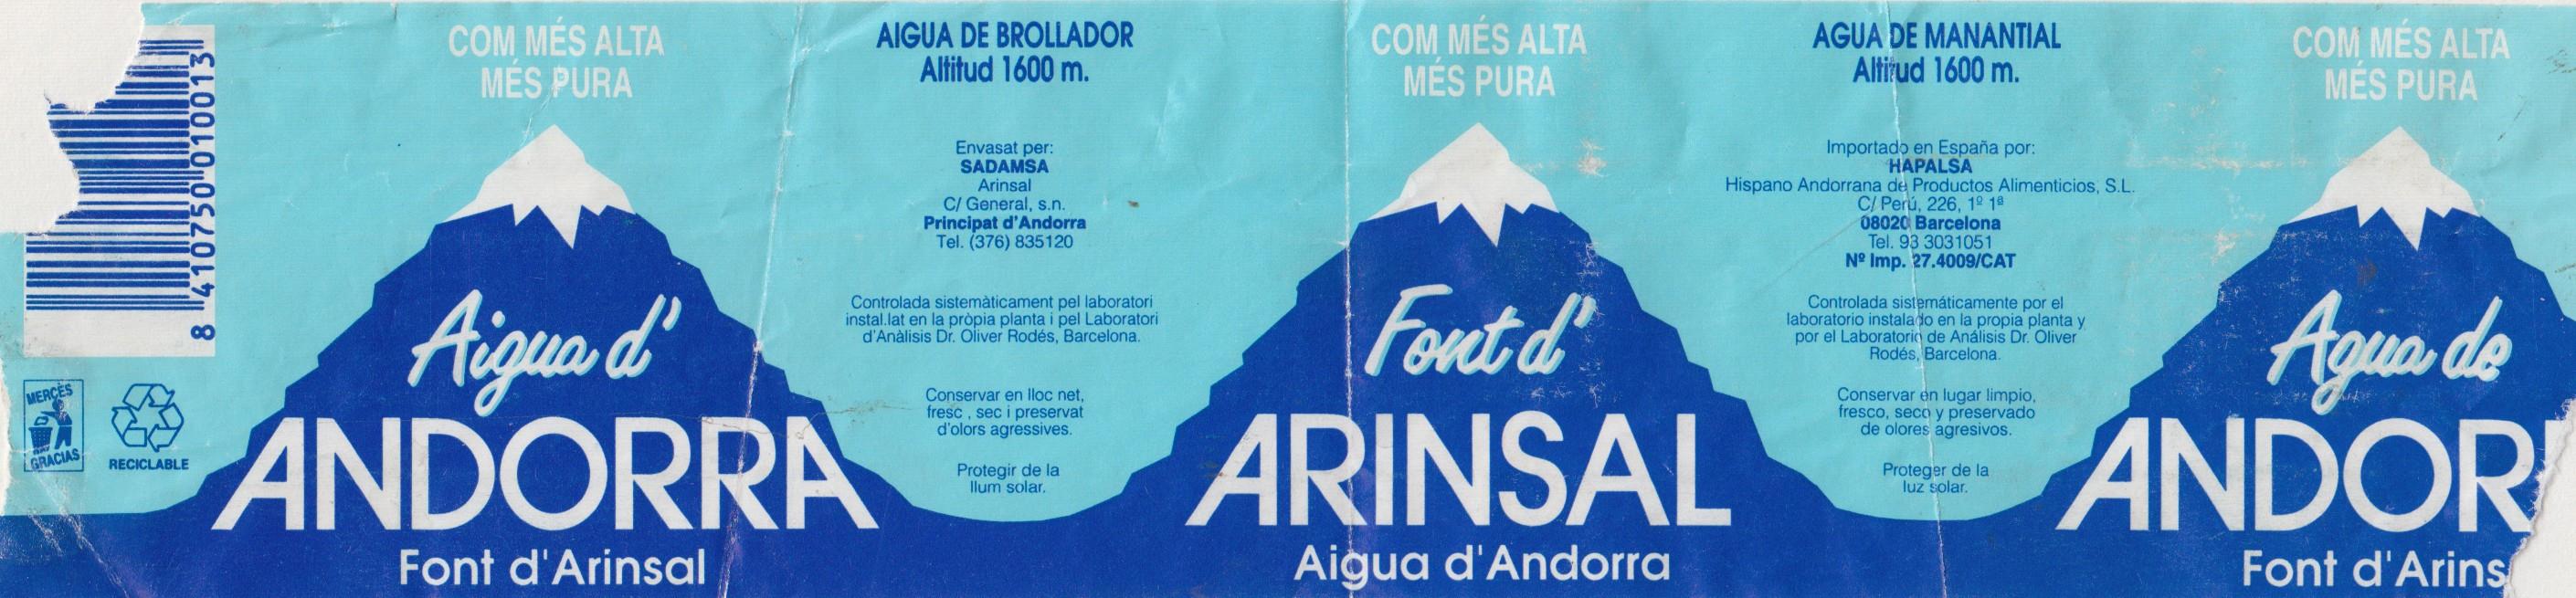 8 410750 010013
MERCÈS
GRACIAS
RECICLABLE
COM MÉS ALTA
MÉS PURA
Aigua d'
ANDORRA
Font d'Arinsal
AIGUA DE BROLLADOR
Altitud 1600 m.
Envasat per:
SADAMSA
Arinsal
C/ General, s.n.
Principat d'Andorra
Tel. (376) 835120
Controlada sistemàticament pel laboratori
instal.lat en la pròpia planta i pel Laboratori
d'Anàlisis Dr. Oliver Rodés, Barcelona.
Conservar en lloc net,
fresc , sec i preservat
d'olors agressives.
Protegir de la
llum solar.
COM MÉS ALTA
MÉS PURA
Font d'
ARINSAL
Aigua d'Andorra
AGUA DE MANANTIAL
Altitud 1600 m.
Importado en España por:
HAPALSA
Hispano Andorrana de Productos Alimenticios, S.L.
C/ Perú, 226, 1º 1ª
08020 Barcelona
Tel. 93 3031051
Nº Imp. 27.4009/CAT
Controlada sistemáticamente por el
laboratorio instalado en la propia planta y
por el Laboratorio de Análisis Dr. Oliver
Rodés, Barcelona.
Conservar en lugar limpio,
fresco, seco y preservado
de olores agresivos.
Proteger de la
luz solar.
COM MÉS ALTA
MÉS PURA
Agua de
ANDOR
Font d'Arins